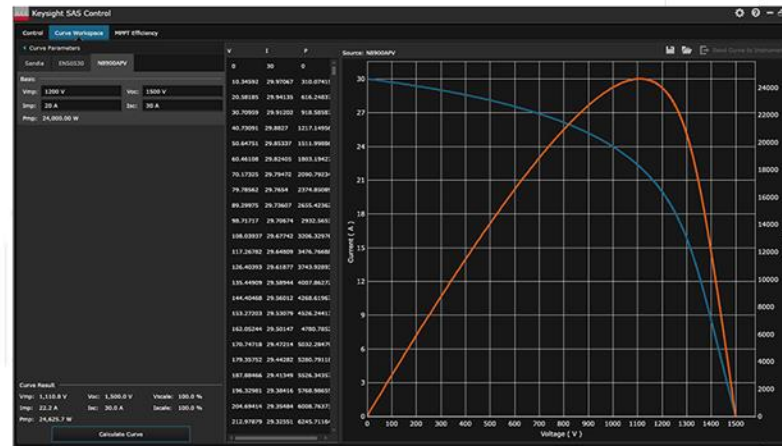 Keysight SAS Control
Control Curve Workspace MPPT Efficiency
Curve Parameters
Sandia EN50530 N8900APV
Basic
Vmp: 1200 V Voc: 1500 V
Imp: 20 A Isc: 30 A
Pmp: 24,000.00 W
Curve Result
Vmp: 1,110.8 V Voc: 1,500.0 V Vscale: 100.0 %
Imp: 22.2 A Isc: 30.0 A Iscale: 100.0 %
Pmp: 24,625.7 W
Calculate Curve
V I P
0 30 0
10.34592 29.97067 310.07415
20.58185 29.94135
30.70959 29.91202
40.73091 29.8827
50.64751 29.85337
60.46108 29.82405
70.17325 29.79472
79.78562 29.7654
89.29975 29.73607
98.71717 29.70674
108.03937 29.67742
117.26782 29.64809
126.40393 29.61877
135.44909 29.58944
144.40468 29.56012
153.27203 29.53079
162.05244 29.50147
170.74718 29.47214
179.35752 29.44282
187.88466 29.41349
196.32981 29.38416
204.69414 29.35484
212.97879 29.32551
Source: N8900APV
Send Curve to Instrument
Current ( A )
30
27
24
21
18
15
12
9
6
3
0
24000
22000
20000
18000
16000
14000
12000
10000
8000
6000
4000
2000
0
0 100 200 300 400 500 600 700 800 900 1000 1100 1200 1300 1400 1500
Voltage ( V )